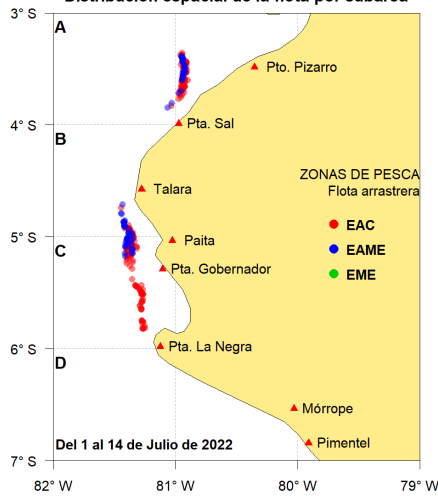 Distribución espacial de la flota por subárea
3° S
A
Pto. Pizarro
4° S
Pta. Sal
B
ZONAS DE PESCA
Talara
Flota arrastrera
EAC
5° S
Paita
C
EAME
Pta. Gobernador
EME
6° S
Pta. La Negra
D
Mórrope
Del 1 al 14 de Julio de 2022
Pimentel
7° S
82° W
81° W
80° W
79° W